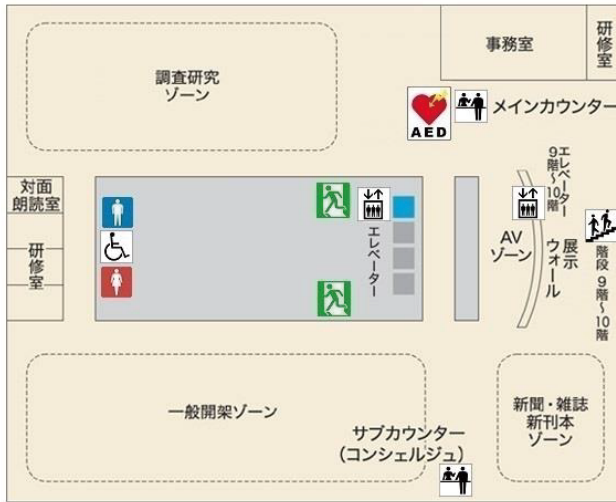 調査研究
ゾーン
事務室
研修室
AED
メインカウンター
対面
朗読室
研修室
エレベーター
エレベーター
9階～10階
AV
ゾーン
展示
ウォール
階段 9階～10階
一般開架ゾーン
サブカウンター
(コンシェルジュ)
新聞・雑誌
新刊本
ゾーン